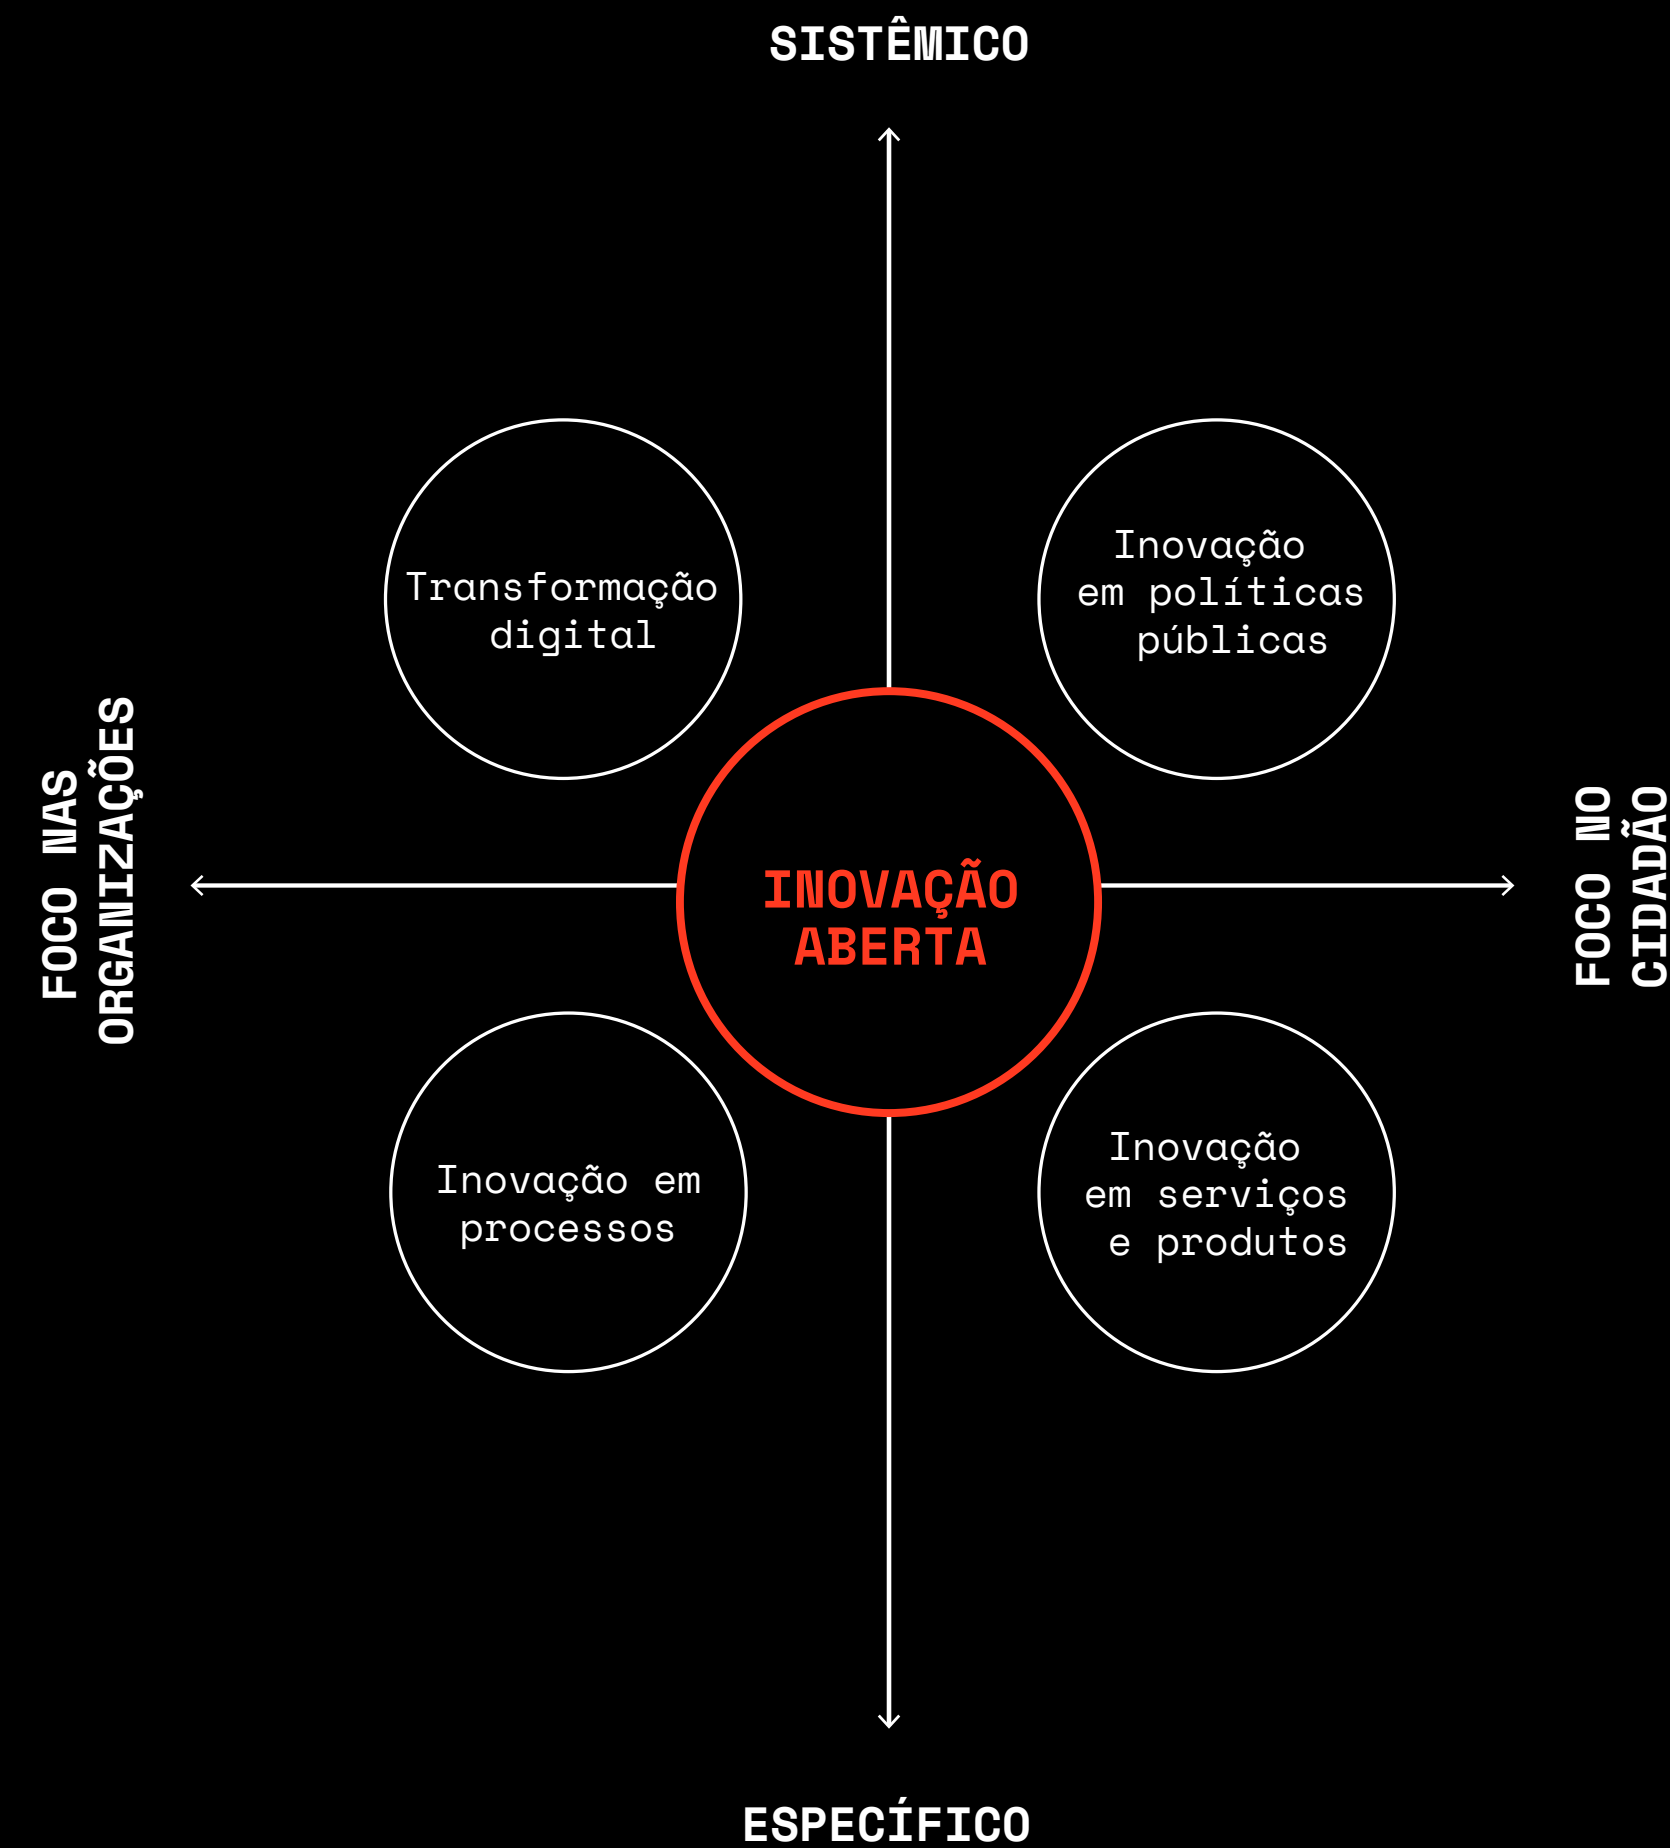 SISTÊMICO
Transformação
digital
Inovação
em políticas
públicas
FOCO NAS
ORGANIZAÇÕES
INOVAÇÃO
ABERTA
FOCO NO
CIDADÃO
Inovação em
processos
Inovação
em serviços
e produtos
ESPECÍFICO